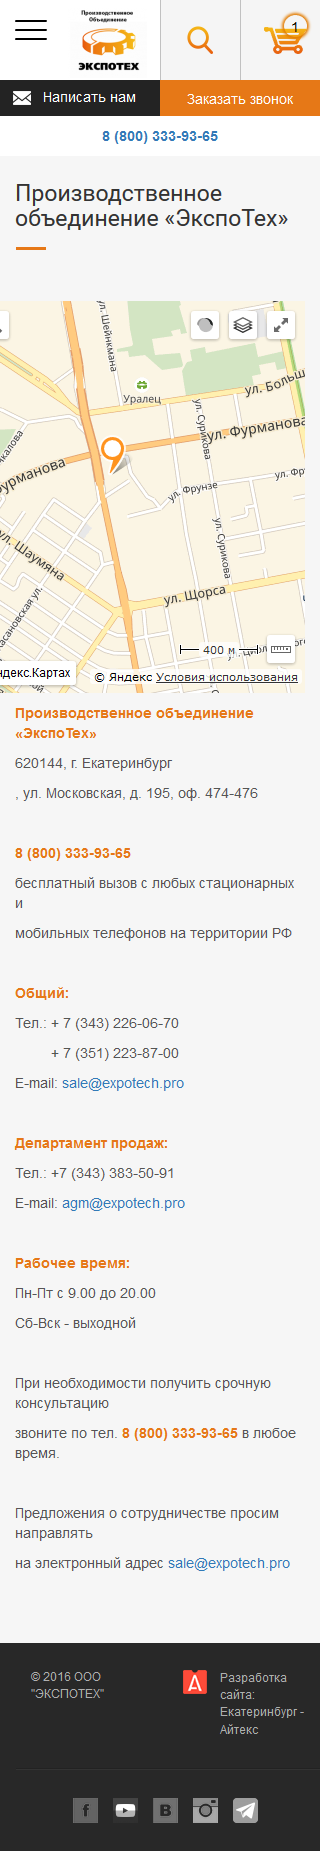 Производственное
Объединение
ЭКСПОТЕХ
1
Написать нам
Заказать звонок
8 (800) 333-93-65
Производственное
объединение «ЭкспоТех»
ул. Шейнкмана
Уралец
ул. Больш
ул. Сурикова
ул. Фурманова
урманова
ул. Фрунзе
ул. Фру
ул. Шаумяна
ул. Сурикова
ул. Щорса
400 м
ндекс.Картах
© Яндекс Условия использования
Производственное объединение
«ЭкспоТех»
620144, г. Екатеринбург
, ул. Московская, д. 195, оф. 474-476
8 (800) 333-93-65
бесплатный вызов с любых стационарных
и
мобильных телефонов на территории РФ
Общий:
Тел.: + 7 (343) 226-06-70
+ 7 (351) 223-87-00
E-mail: sale@expotech.pro
Департамент продаж:
Тел.: +7 (343) 383-50-91
E-mail: agm@expotech.pro
Рабочее время:
Пн-Пт с 9.00 до 20.00
Сб-Вск - выходной
При необходимости получить срочную
консультацию
звоните по тел. 8 (800) 333-93-65 в любое
время.
Предложения о сотрудничестве просим
направлять
на электронный адрес sale@expotech.pro
© 2016 ООО
"ЭКСПОТЕХ"
Разработка
сайта:
Екатеринбург -
Айтекс